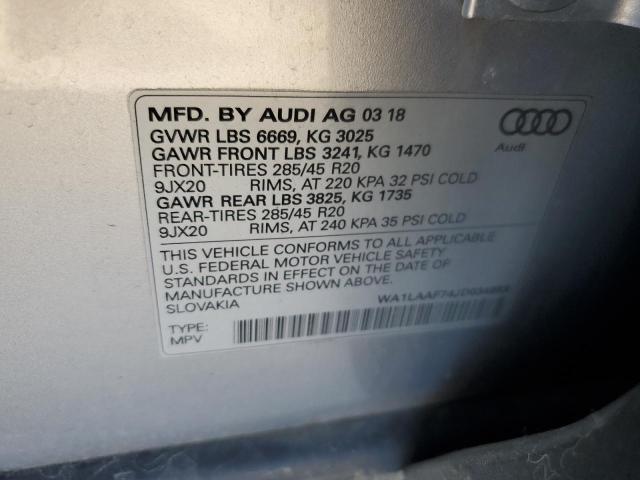 MFD. BY AUDI AG 03 18
GVWR LBS 6669, KG 3025
GAWR FRONT LBS 3241, KG 1470
FRONT-TIRES 285/45 R20
9JX20 RIMS, AT 220 KPA 32 PSI COLD
GAWR REAR LBS 3825, KG 1735
REAR-TIRES 285/45 R20
9JX20 RIMS, AT 240 KPA 35 PSI COLD
Audi
THIS VEHICLE CONFORMS TO ALL APPLICABLE
U.S. FEDERAL MOTOR VEHICLE SAFETY
STANDARDS IN EFFECT ON THE DATE OF
MANUFACTURE SHOWN ABOVE.
SLOVAKIA
TYPE:
MPV